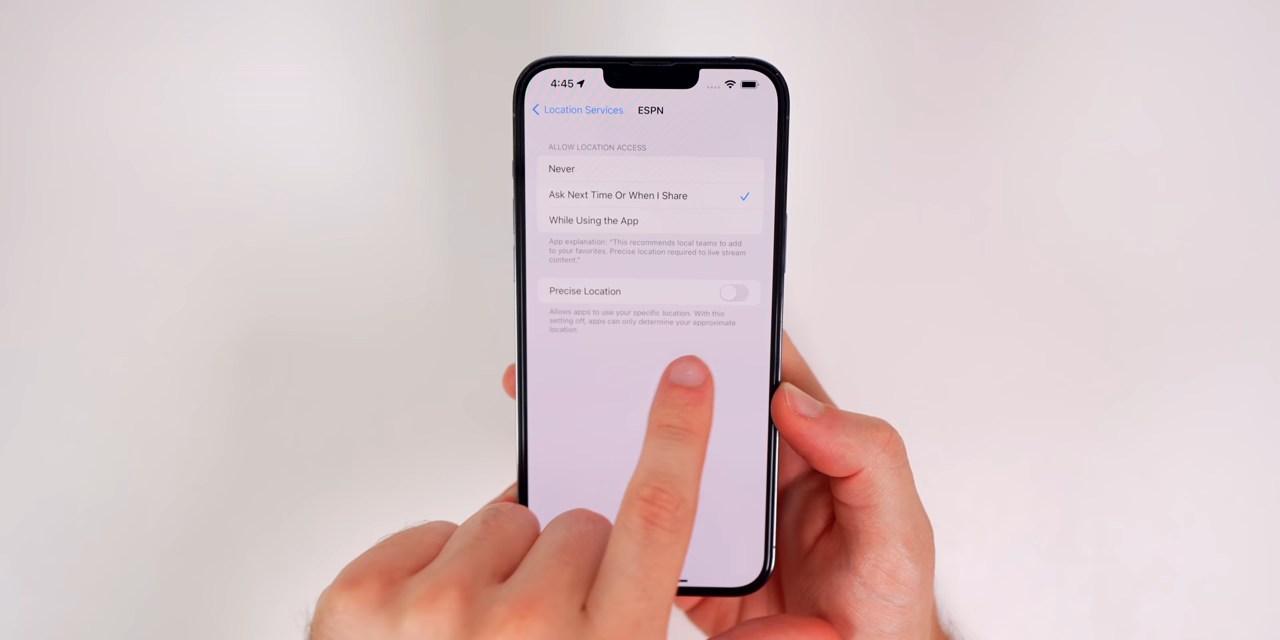 4:45
Location Services ESPN
ALLOW LOCATION ACCESS
Never
Ask Next Time Or When I Share
While Using the App
App explanation: “This recommends local teams to add
to your favorites. Precise location required to live stream
content.”
Precise Location
Allows apps to use your specific location. With this
setting off, apps can only determine your approximate
location.